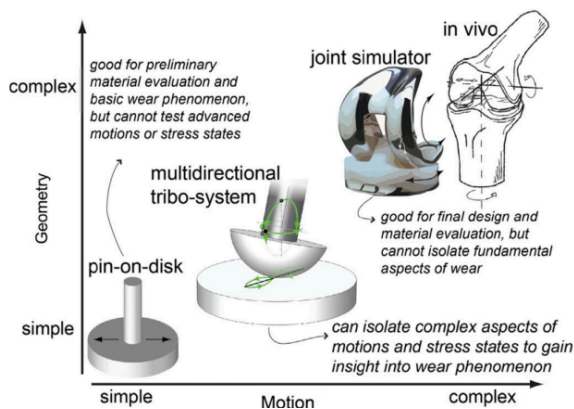 in vivo
joint simulator
good for preliminary
material evaluation and
basic wear phenomenon,
but cannot test advanced
motions or stress states
complex
multidirectional
tribo-system
good for final design and
material evaluation, but
cannot isolate fundamental
aspects of wear
Geometry
pin-on-disk
simple
can isolate complex aspects of
motions and stress states to gain
insight into wear phenomenon
simple
Motion
complex